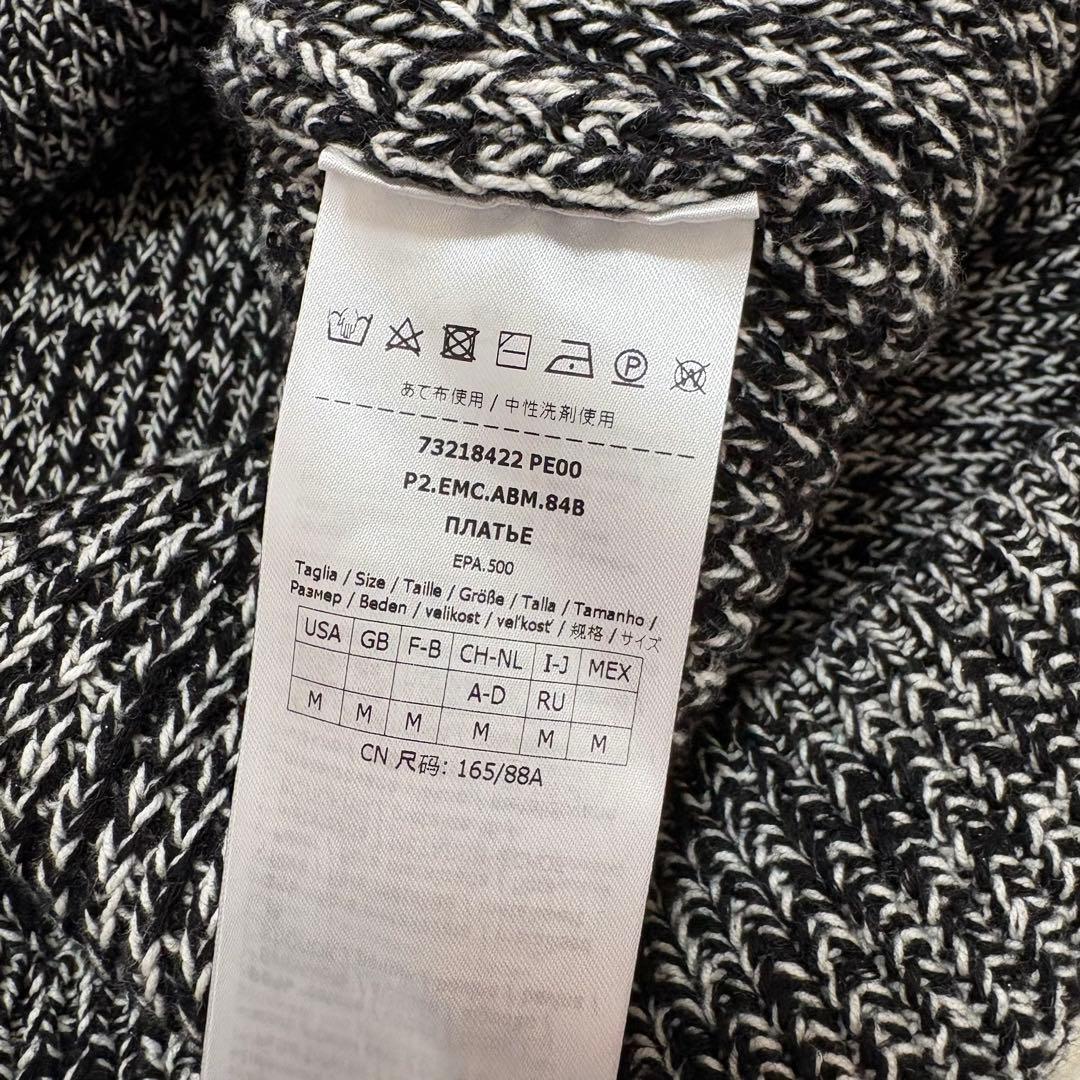 P
W
あて布使用 / 中性洗剤使用
73218422 PE00
P2.EMC.ABM.84B
ПЛАТЬЕ
EPA.500
Taglia / Size / Taille / Größe / Talla / Tamanho /
Размер / Beden / velikost / veľkosť / 规格 / サイズ
USA GB F-B CH-NL I-J MEX
A-D RU
M M M M M M
CN 尺码: 165/88A